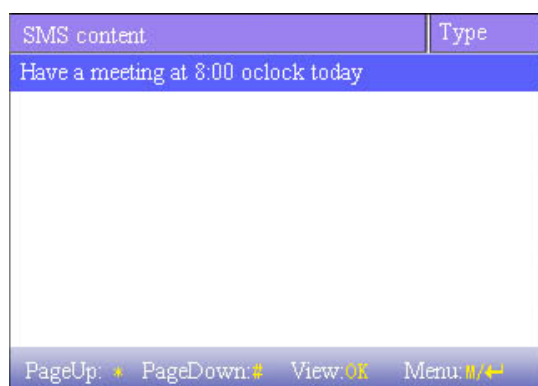 SMS content Type
Have a meeting at 8:00 oclock today
PageUp: * PageDown:# View:OK Menu:M/↵